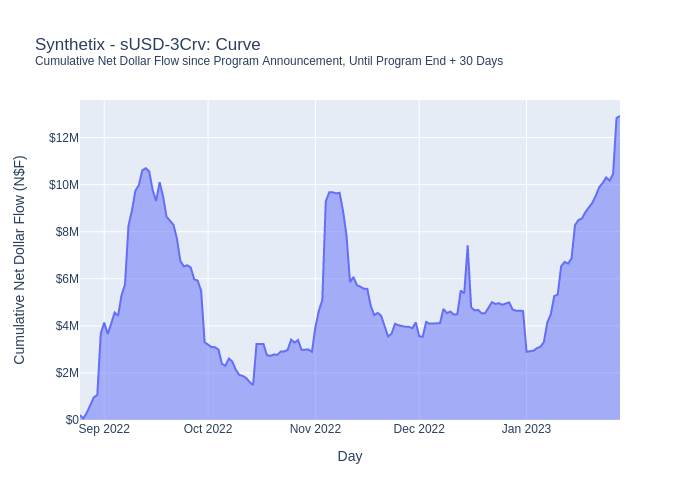 Synthetix - sUSD-3Crv: Curve
Cumulative Net Dollar Flow since Program Announcement, Until Program End + 30 Days
Cumulative Net Dollar Flow (N$F)
$12M
$10M
$8M
$6M
$4M
$2M
$0
Sep 2022 Oct 2022 Nov 2022 Dec 2022 Jan 2023
Day